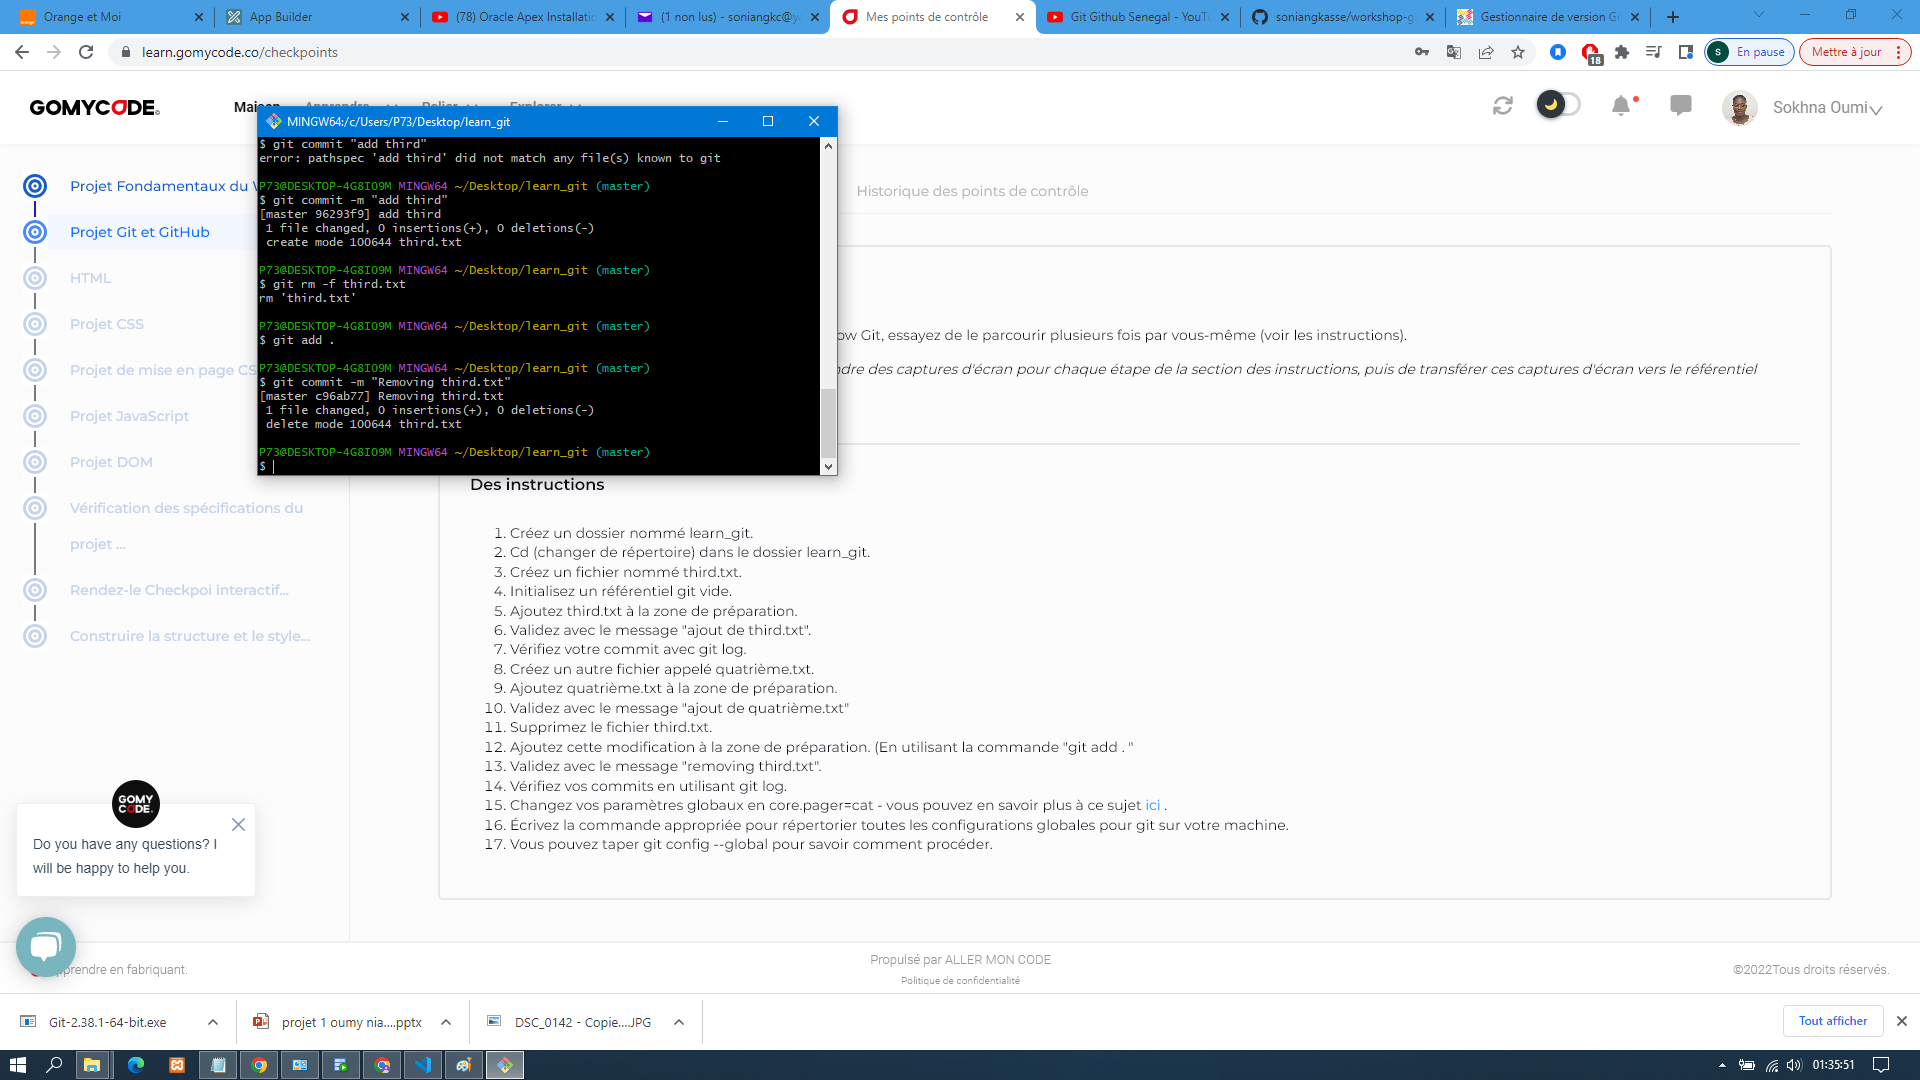 Orange et Moi
App Builder
(78) Oracle Apex Installatio
(1 non lus) - soniangkc@y
Mes points de contrôle
Git Github Senegal - YouTu
soniangkasse/workshop-g
Gestionnaire de version Gi
learn.gomycode.co/checkpoints
18
S
En pause
Mettre à jour
GOMYCODE
Maison
Apprendre
Relier
Explorer
Sokhna Oumi
MINGW64:/c/Users/P73/Desktop/learn_git
$ git commit "add third"
error: pathspec 'add third' did not match any file(s) known to git
P73@DESKTOP-4G8IO9M MINGW64 ~/Desktop/learn_git (master)
$ git commit -m "add third"
[master 96293f9] add third
1 file changed, 0 insertions(+), 0 deletions(-)
create mode 100644 third.txt
P73@DESKTOP-4G8IO9M MINGW64 ~/Desktop/learn_git (master)
$ git rm -f third.txt
rm 'third.txt'
P73@DESKTOP-4G8IO9M MINGW64 ~/Desktop/learn_git (master)
$ git add .
P73@DESKTOP-4G8IO9M MINGW64 ~/Desktop/learn_git (master)
$ git commit -m "Removing third.txt"
[master c96ab77] Removing third.txt
1 file changed, 0 insertions(+), 0 deletions(-)
delete mode 100644 third.txt
P73@DESKTOP-4G8IO9M MINGW64 ~/Desktop/learn_git (master)
$
Projet Fondamentaux du
Projet Git et GitHub
HTML
Projet CSS
Projet de mise en page CS
Projet JavaScript
Projet DOM
Vérification des spécifications du
projet ...
Rendez-le Checkpoi interactif...
Construire la structure et le style...
Historique des points de contrôle
ow Git, essayez de le parcourir plusieurs fois par vous-même (voir les instructions).
ndre des captures d'écran pour chaque étape de la section des instructions, puis de transférer ces captures d'écran vers le référentiel
Des instructions
1. Créez un dossier nommé learn_git.
2. Cd (changer de répertoire) dans le dossier learn_git.
3. Créez un fichier nommé third.txt.
4. Initialisez un référentiel git vide.
5. Ajoutez third.txt à la zone de préparation.
6. Validez avec le message "ajout de third.txt".
7. Vérifiez votre commit avec git log.
8. Créez un autre fichier appelé quatrième.txt.
9. Ajoutez quatrième.txt à la zone de préparation.
10. Validez avec le message "ajout de quatrième.txt"
11. Supprimez le fichier third.txt.
12. Ajoutez cette modification à la zone de préparation. (En utilisant la commande "git add . "
13. Validez avec le message "removing third.txt".
14. Vérifiez vos commits en utilisant git log.
15. Changez vos paramètres globaux en core.pager=cat - vous pouvez en savoir plus à ce sujet ici .
16. Écrivez la commande appropriée pour répertorier toutes les configurations globales pour git sur votre machine.
17. Vous pouvez taper git config --global pour savoir comment procéder.
GOMY
CODE
Do you have any questions? I
will be happy to help you.
pprendre en fabriquant.
Propulsé par ALLER MON CODE
Politique de confidentialité
©2022Tous droits réservés.
Git-2.38.1-64-bit.exe
projet 1 oumy nia....pptx
DSC_0142 - Copie....JPG
Tout afficher
01:35:51